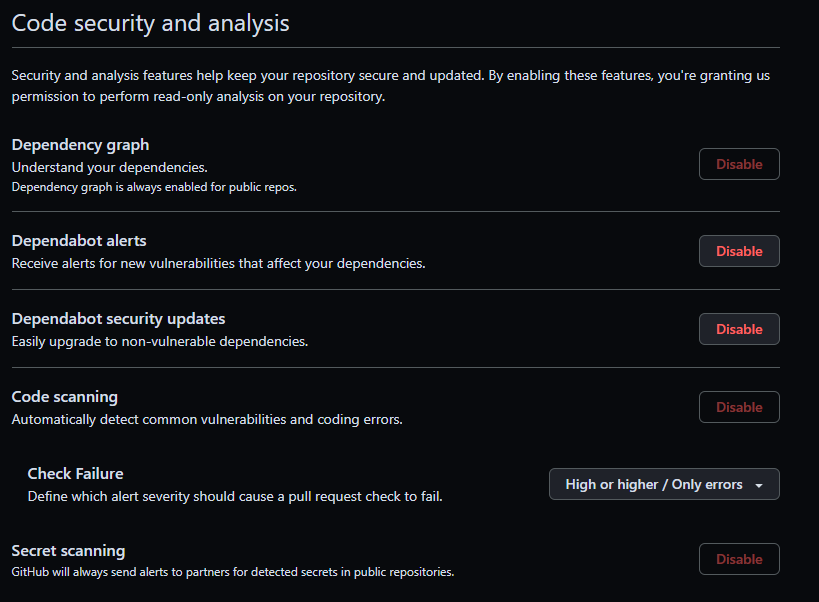 Code security and analysis
Security and analysis features help keep your repository secure and updated. By enabling these features, you're granting us
permission to perform read-only analysis on your repository.
Dependency graph
Understand your dependencies.
Dependency graph is always enabled for public repos.
Disable
Dependabot alerts
Receive alerts for new vulnerabilities that affect your dependencies.
Disable
Dependabot security updates
Easily upgrade to non-vulnerable dependencies.
Disable
Code scanning
Automatically detect common vulnerabilities and coding errors.
Disable
Check Failure
Define which alert severity should cause a pull request check to fail.
High or higher / Only errors
Secret scanning
GitHub will always send alerts to partners for detected secrets in public repositories.
Disable